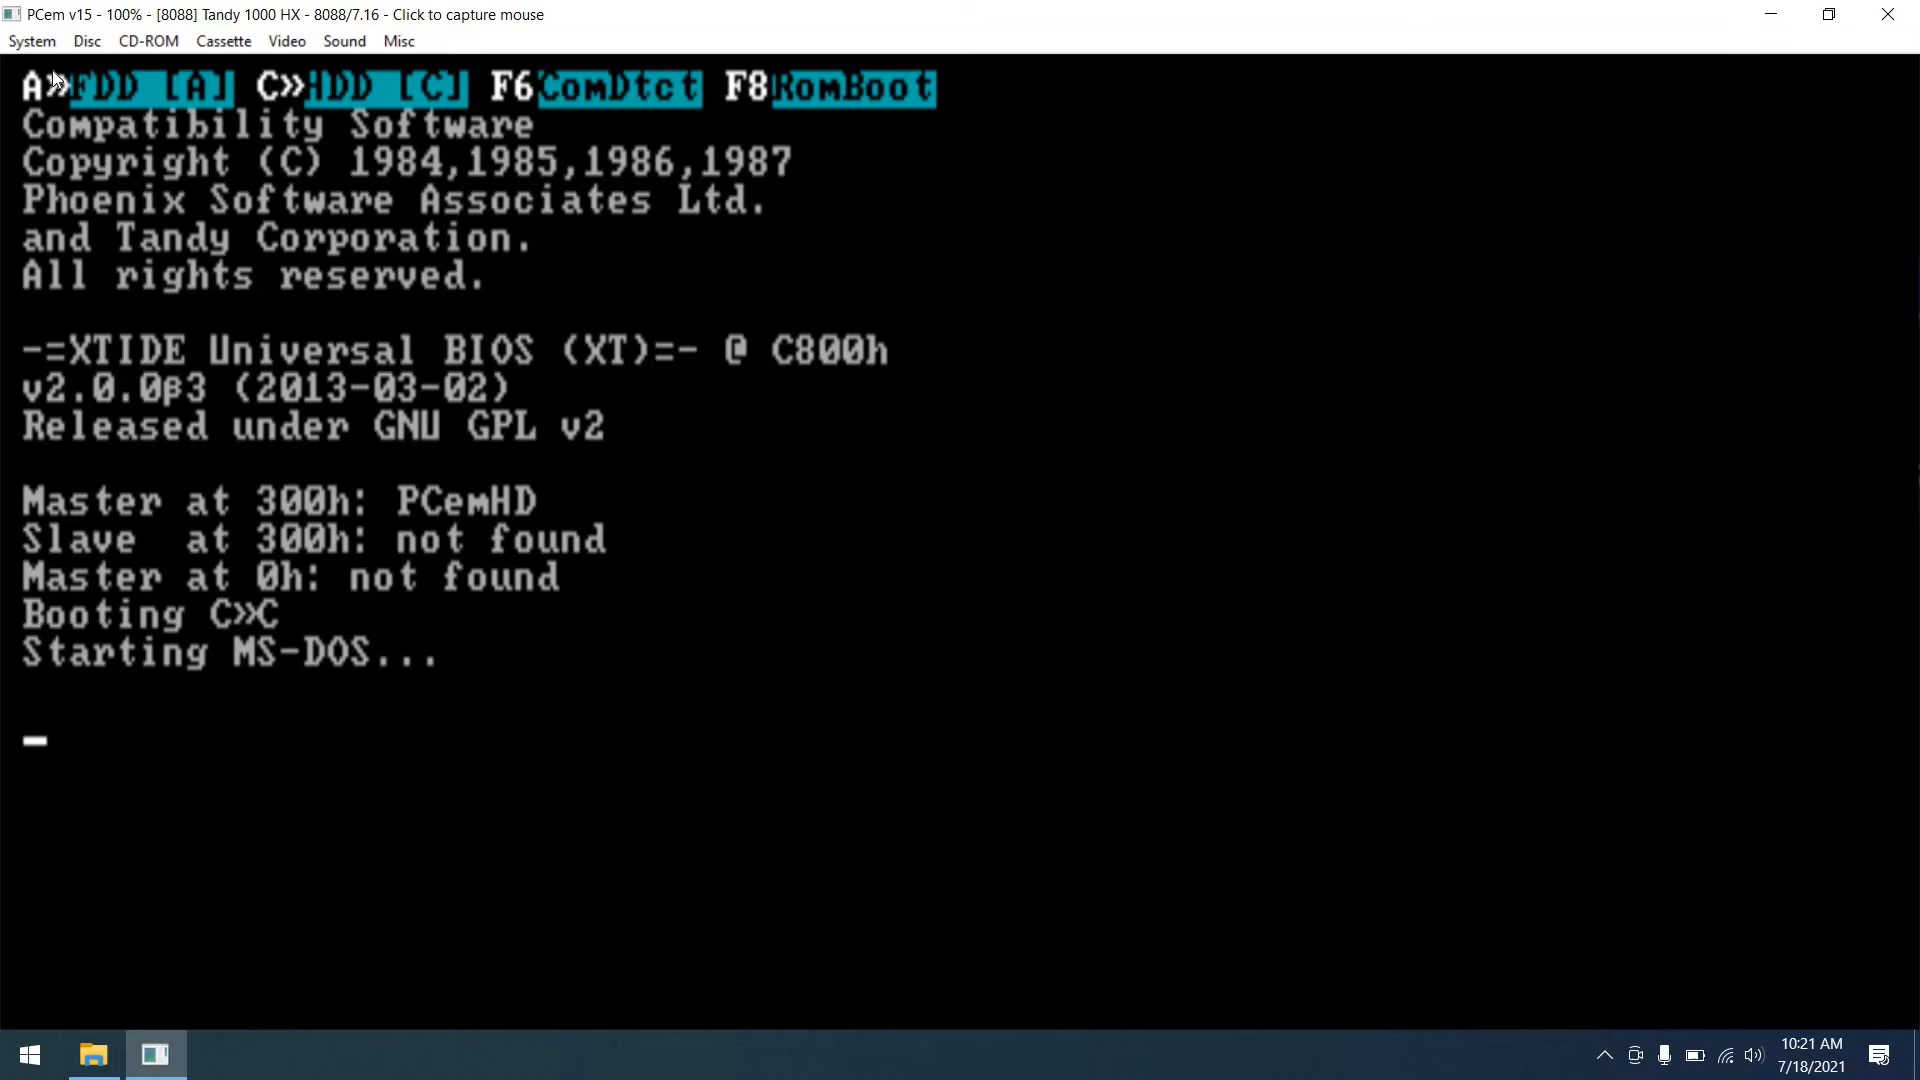 PCem v15 - 100% - [8088] Tandy 1000 HX - 8088/7.16 - Click to capture mouse
System Disc CD-ROM Cassette Video Sound Misc
A»FDD [A] C»HDD [C] F6ComDtct F8RomBoot
Compatibility Software
Copyright (C) 1984,1985,1986,1987
Phoenix Software Associates Ltd.
and Tandy Corporation.
All rights reserved.
-=XTIDE Universal BIOS (XT)=- @ C800h
v2.0.0β3 (2013-03-02)
Released under GNU GPL v2
Master at 300h: PCemHD
Slave  at 300h: not found
Master at 0h: not found
Booting C»C
Starting MS-DOS...
10:21 AM
7/18/2021